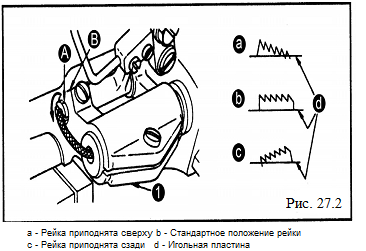 A
B
a
b
c
d
1
Рис. 27.2
a - Рейка приподнята сверху b - Стандартное положение рейки
c - Рейка приподнята сзади d - Игольная пластина